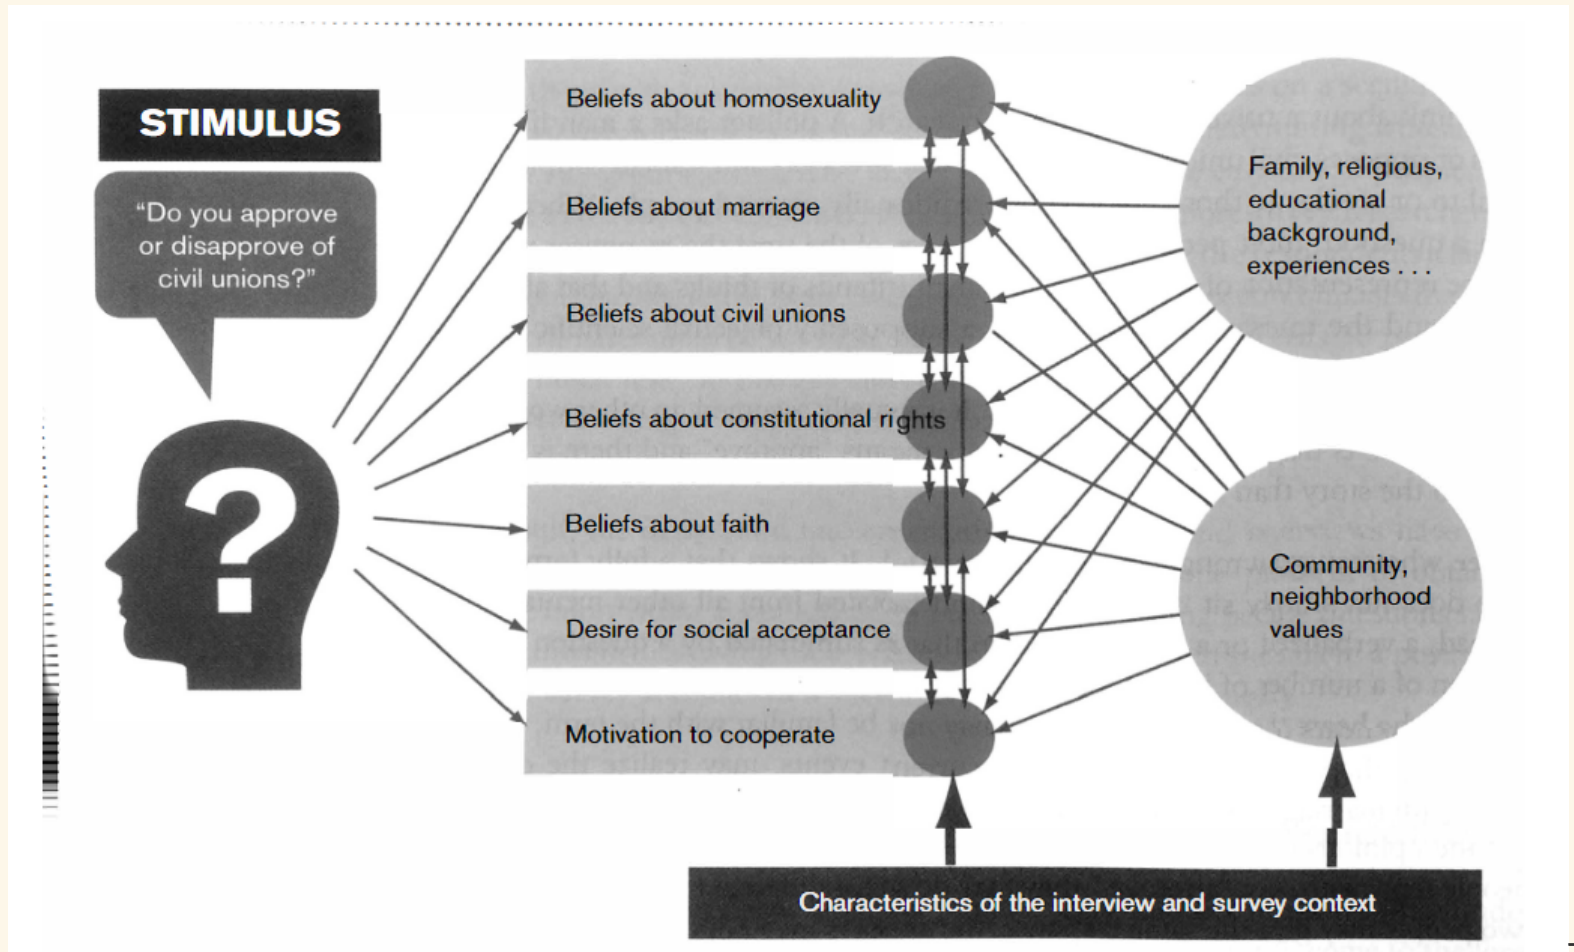 STIMULUS
“Do you approve
or disapprove of
civil unions?”
?
Beliefs about homosexuality
Beliefs about marriage
Beliefs about civil unions
Beliefs about constitutional rights
Beliefs about faith
Desire for social acceptance
Motivation to cooperate
Family, religious,
educational
background,
experiences . . .
Community,
neighborhood
values
Characteristics of the interview and survey context